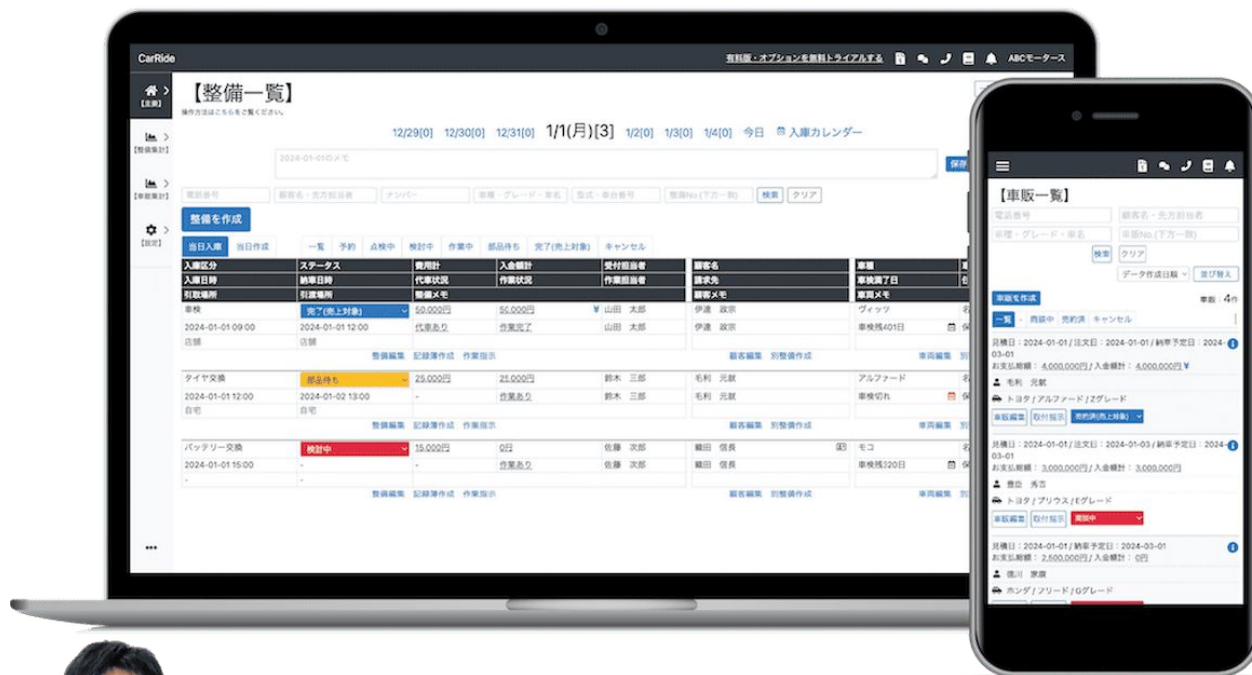 CarRide
有料版・オプションを無料トライアルする
ABCモータース
【主要】
【整備集計】
【車販集計】
【設定】
【整備一覧】
操作方法はこちらをご覧ください。
12/29[0] 12/30[0] 12/31[0] 1/1(月)[3] 1/2[0] 1/3[0] 1/4[0] 今日 入庫カレンダー
2024-01-01のメモ
保存
電話番号 顧客名・先方担当者 ナンバー 車種・グレード・車名 型式・車台番号 整備No.(下方一致) 検索 クリア
整備を作成
当日入庫 当日作成 一覧 予約 点検中 検討中 作業中 部品待ち 完了(売上対象) キャンセル
入庫区分 ステータス 費用計 入金額計 受付担当者 顧客名 車種
入庫日時 納車日時 代車状況 作業状況 作業担当者 請求先 車検満了日
引取場所 引渡場所 整備メモ 顧客メモ 車両メモ
車検 完了(売上対象) 50,000円 50,000円 ¥ 山田 太郎 伊達 政宗 ヴィッツ
2024-01-01 09:00 2024-01-01 12:00 代車あり 作業完了 山田 太郎 伊達 政宗 車検残401日
店舗 店舗
整備編集 記録簿作成 作業指示 顧客編集 別整備作成 車両編集
タイヤ交換 部品待ち 25,000円 25,000円 鈴木 三郎 毛利 元就 アルファード
2024-01-01 12:00 2024-01-02 13:00 - 作業あり 鈴木 三郎 毛利 元就 車検切れ
自宅 自宅
整備編集 記録簿作成 作業指示 顧客編集 別整備作成 車両編集
バッテリー交換 検討中 15,000円 0円 佐藤 次郎 織田 信長 モコ
2024-01-01 15:00 - - 作業あり 佐藤 次郎 織田 信長 車検残320日
- -
整備編集 記録簿作成 作業指示 顧客編集 別整備作成 車両編集
【車販一覧】
電話番号 顧客名・先方担当者
車種・グレード・車名 車販No.(下方一致)
検索 クリア
データ作成日順 並び替え
車販を作成 車販：4件
一覧 - 商談中 売約済 キャンセル
見積日：2024-01-01 / 注文日：2024-01-01 / 納車予定日：2024-
03-01
お支払総額：4,000,000円 / 入金額計：4,000,000円 ¥
毛利 元就
トヨタ / アルファード / Zグレード
車販編集 取付指示 売約済(売上対象)
見積日：2024-01-01 / 注文日：2024-01-03 / 納車予定日：2024-
03-01
お支払総額：3,000,000円 / 入金額計：3,000,000円
豊臣 秀吉
トヨタ / プリウス / Eグレード
車販編集 取付指示 商談中
見積日：2024-01-01 / 納車予定日：2024-03-01
お支払総額：2,500,000円 / 入金額計：0円
徳川 家康
ホンダ / フリード / Gグレード